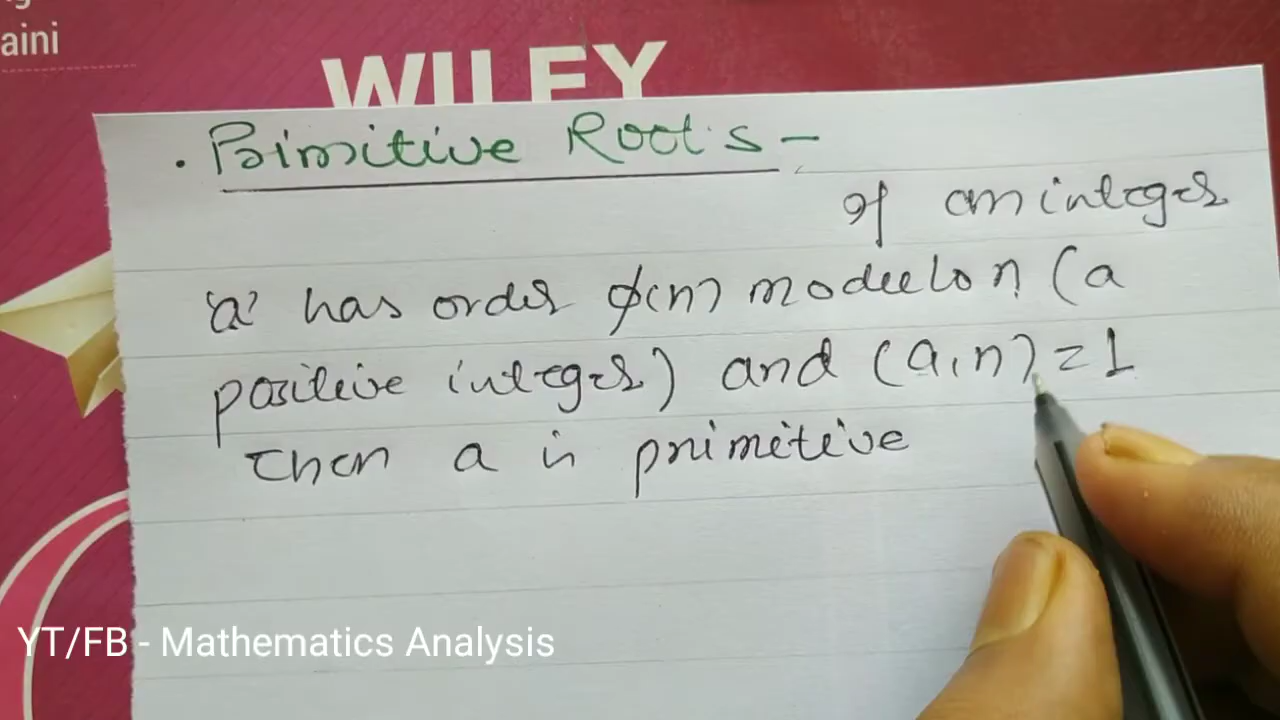 aini
WILEY
. Primitive Roots -
of an integer
'a' has order φ(n) modulo n (a
positive integer) and (a, n) = 1
then a is primitive
YT/FB - Mathematics Analysis